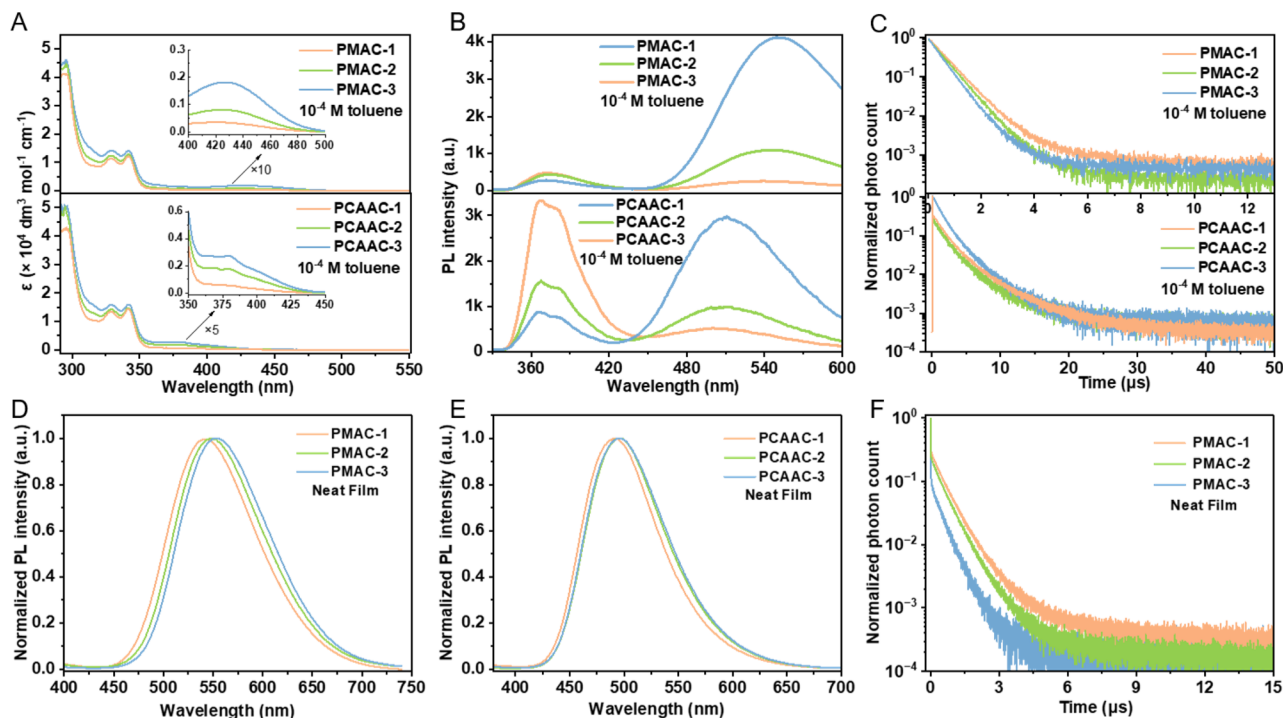 A
5
4
3
2
1
0
0.3
0.2
0.1
0.0
400 420 440 460 480 500
×10
PMAC-1
PMAC-2
PMAC-3
10⁻⁴ M toluene
5
4
3
2
1
0
0.6
0.4
0.2
0.0
350 375 400 425 450
×5
PCAAC-1
PCAAC-2
PCAAC-3
10⁻⁴ M toluene
ε (× 10⁴ dm³ mol⁻¹ cm⁻¹)
300 350 400 450 500 550
Wavelength (nm)
B
4k
3k
2k
1k
0
PMAC-1
PMAC-2
PMAC-3
10⁻⁴ M toluene
3k
2k
1k
0
PCAAC-1
PCAAC-2
PCAAC-3
10⁻⁴ M toluene
PL intensity (a.u.)
360 420 480 540 600
Wavelength (nm)
C
10⁰
10⁻¹
10⁻²
10⁻³
10⁻⁴
PMAC-1
PMAC-2
PMAC-3
10⁻⁴ M toluene
0 2 4 6 8 10 12
10⁰
10⁻¹
10⁻²
10⁻³
10⁻⁴
PCAAC-1
PCAAC-2
PCAAC-3
10⁻⁴ M toluene
Normalized photo count
0 10 20 30 40 50
Time (μs)
D
1.0
0.8
0.6
0.4
0.2
0.0
PMAC-1
PMAC-2
PMAC-3
Neat Film
Normalized PL intensity (a.u.)
400 450 500 550 600 650 700 750
Wavelength (nm)
E
1.0
0.8
0.6
0.4
0.2
0.0
PCAAC-1
PCAAC-2
PCAAC-3
Neat Film
Normalized PL intensity (a.u.)
400 450 500 550 600 650 700
Wavelength (nm)
F
10⁰
10⁻¹
10⁻²
10⁻³
10⁻⁴
PMAC-1
PMAC-2
PMAC-3
Neat Film
Normalized photon count
0 3 6 9 12 15
Time (μs)